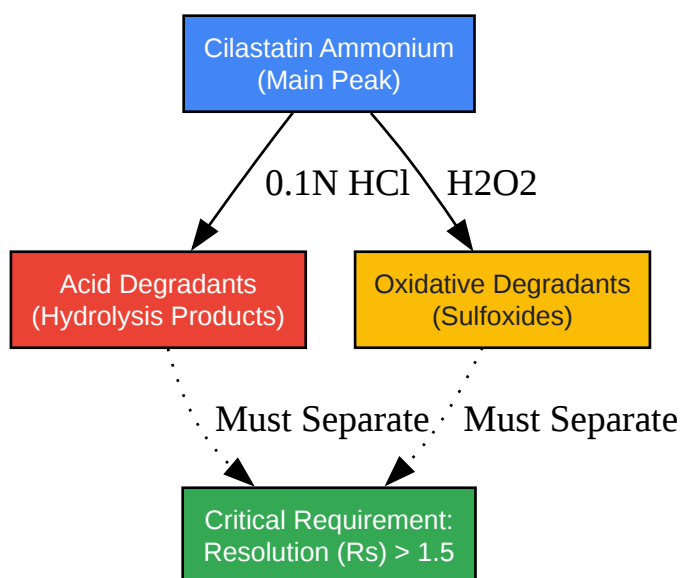 Cilastatin Ammonium
(Main Peak)
0.1N HCl
H2O2
Acid Degradants
(Hydrolysis Products)
Oxidative Degradants
(Sulfoxides)
Must Separate
Must Separate
Critical Requirement:
Resolution (Rs) > 1.5